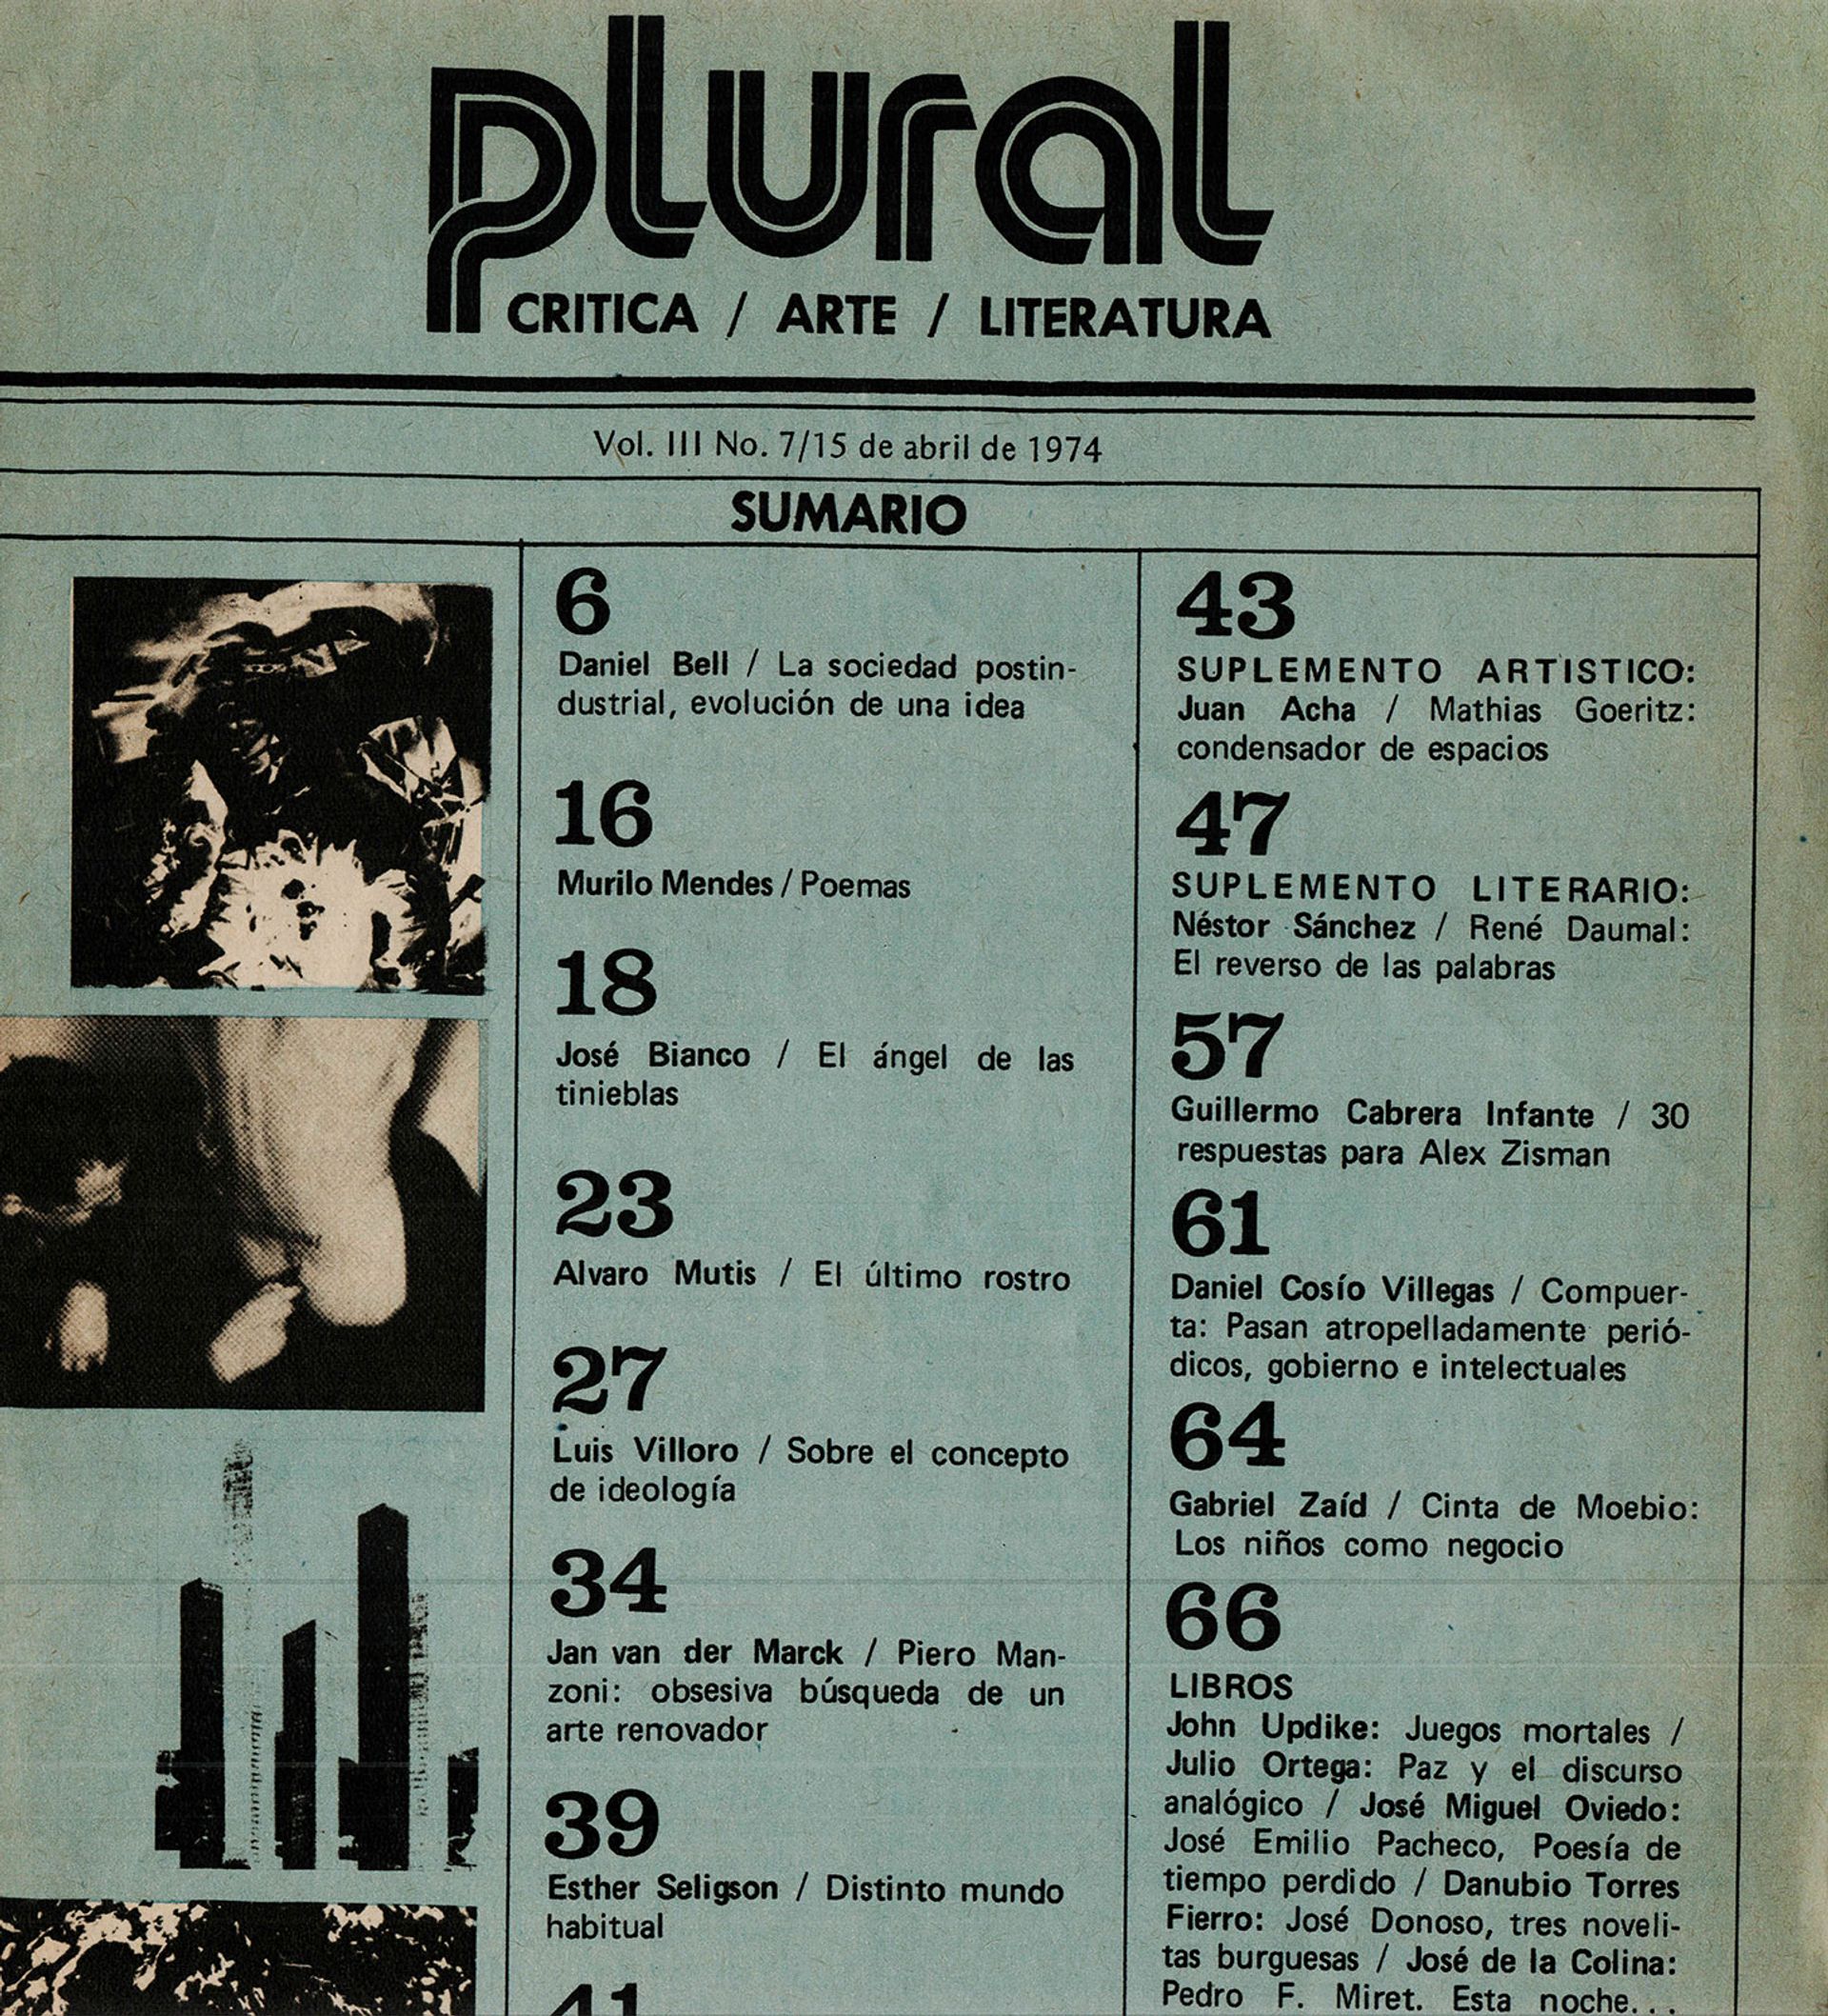 plural
CRITICA / ARTE / LITERATURA
Vol. III No. 7/15 de abril de 1974
SUMARIO
6
Daniel Bell / La sociedad postin-
dustrial, evolución de una idea
16
Murilo Mendes / Poemas
18
José Bianco / El ángel de las
tinieblas
23
Alvaro Mutis / El último rostro
27
Luis Villoro / Sobre el concepto
de ideología
34
Jan van der Marck / Piero Man-
zoni: obsesiva búsqueda de un
arte renovador
39
Esther Seligson / Distinto mundo
habitual
41
43
SUPLEMENTO ARTISTICO:
Juan Acha / Mathias Goeritz:
condensador de espacios
47
SUPLEMENTO LITERARIO:
Néstor Sánchez / René Daumal:
El reverso de las palabras
57
Guillermo Cabrera Infante / 30
respuestas para Alex Zisman
61
Daniel Cosío Villegas / Compuer-
ta: Pasan atropelladamente perió-
dicos, gobierno e intelectuales
64
Gabriel Zaíd / Cinta de Moebio:
Los niños como negocio
66
LIBROS
John Updike: Juegos mortales /
Julio Ortega: Paz y el discurso
analógico / José Miguel Oviedo:
José Emilio Pacheco, Poesía de
tiempo perdido / Danubio Torres
Fierro: José Donoso, tres noveli-
tas burguesas / José de la Colina:
Pedro F. Miret. Esta noche...